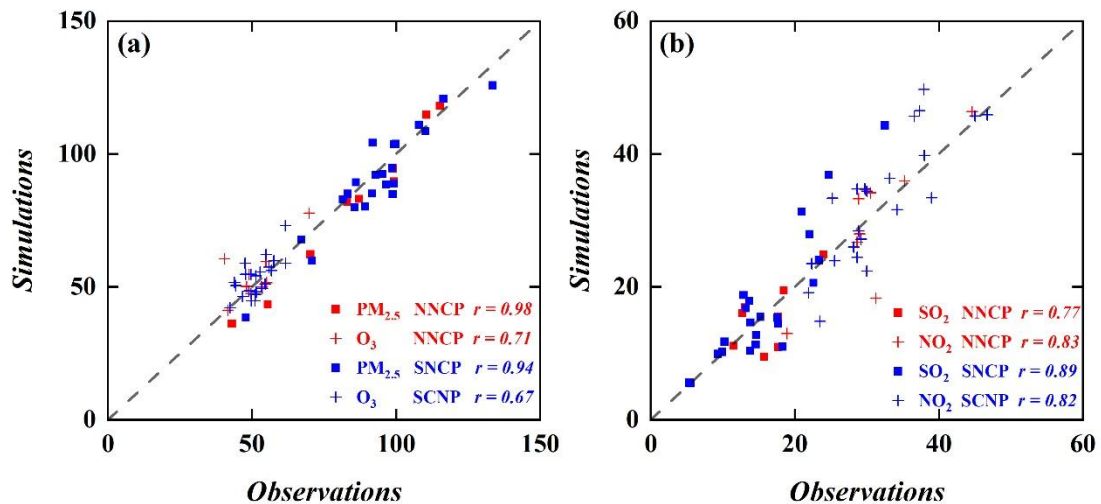 (a)
150
100
50
0
Simulations
PM2.5 NNCP r = 0.98
O3 NNCP r = 0.71
PM2.5 SNCP r = 0.94
O3 SCNP r = 0.67
0 50 100 150
Observations
(b)
60
40
20
0
Simulations
SO2 NNCP r = 0.77
NO2 NNCP r = 0.83
SO2 SNCP r = 0.89
NO2 SCNP r = 0.82
0 20 40 60
Observations